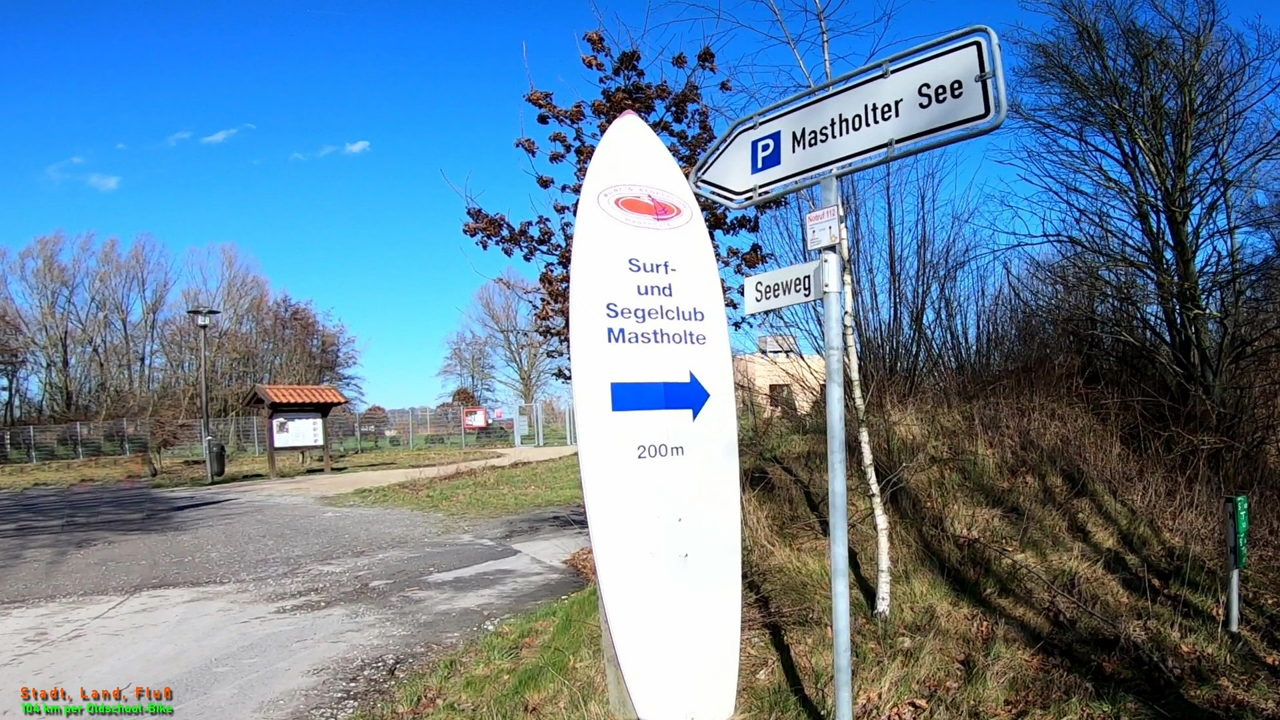 P Mastholter See
Notruf 112
Seeweg
Surf-
und
Segelclub
Mastholte
200m
Stadt, Land, Fluß
104 km per Oldschool-Bike